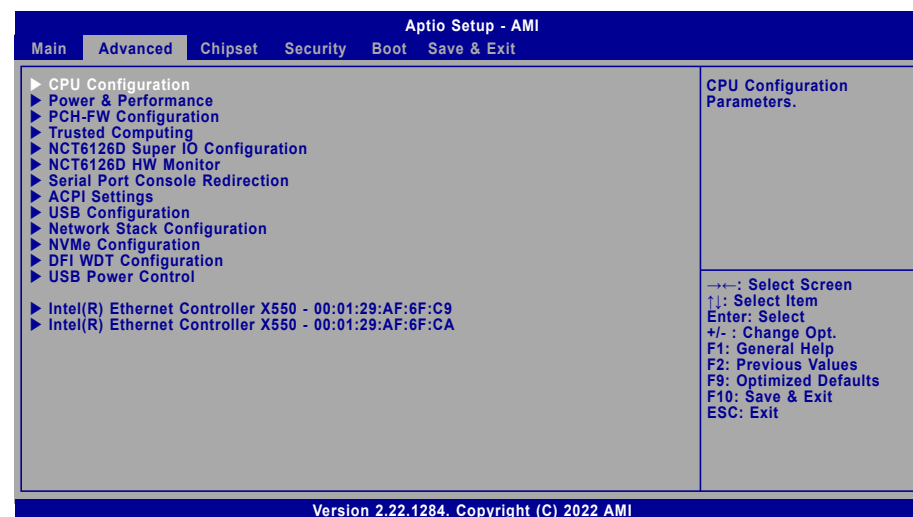 Aptio Setup - AMI
Main Advanced Chipset Security Boot Save & Exit
▶ CPU Configuration
▶ Power & Performance
▶ PCH-FW Configuration
▶ Trusted Computing
▶ NCT6126D Super IO Configuration
▶ NCT6126D HW Monitor
▶ Serial Port Console Redirection
▶ ACPI Settings
▶ USB Configuration
▶ Network Stack Configuration
▶ NVMe Configuration
▶ DFI WDT Configuration
▶ USB Power Control
▶ Intel(R) Ethernet Controller X550 - 00:01:29:AF:6F:C9
▶ Intel(R) Ethernet Controller X550 - 00:01:29:AF:6F:CA
CPU Configuration
Parameters.
→←: Select Screen
↑↓: Select Item
Enter: Select
+/- : Change Opt.
F1: General Help
F2: Previous Values
F9: Optimized Defaults
F10: Save & Exit
ESC: Exit
Version 2.22.1284. Copyright (C) 2022 AMI